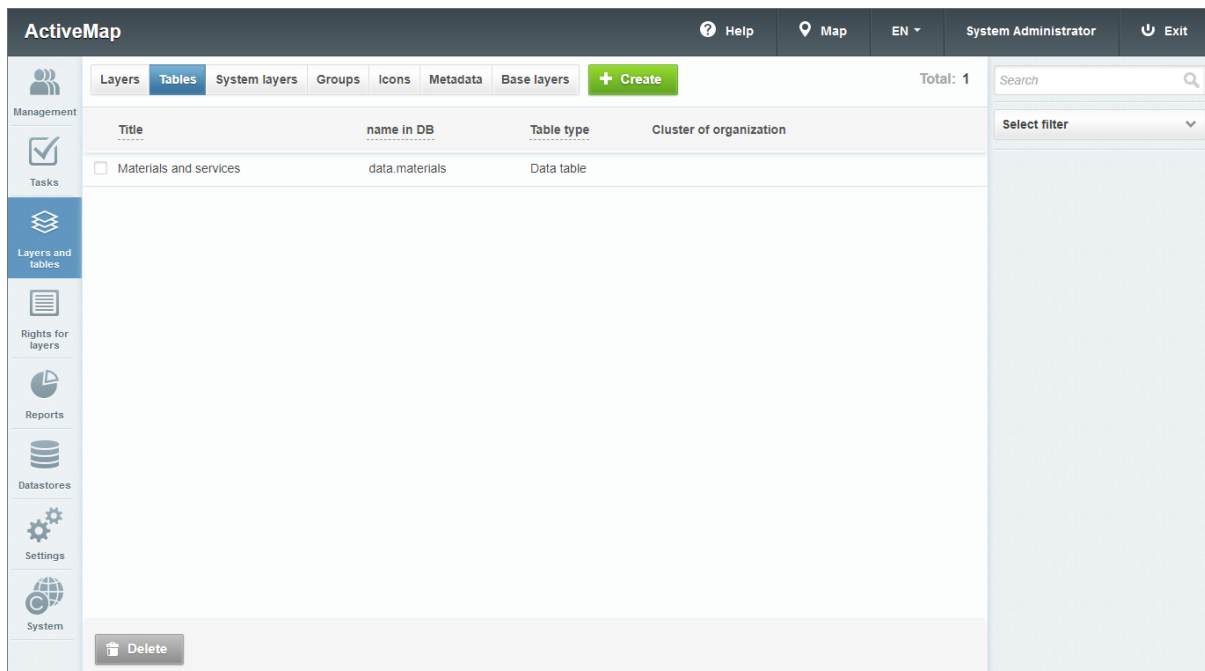 ActiveMap
Help
Map
EN
System Administrator
Exit
Management
Tasks
Layers and
tables
Rights for
layers
Reports
Datastores
Settings
System
Layers
Tables
System layers
Groups
Icons
Metadata
Base layers
+ Create
Total: 1
Title
name in DB
Table type
Cluster of organization
Materials and services
data.materials
Data table
Search
Select filter
Delete